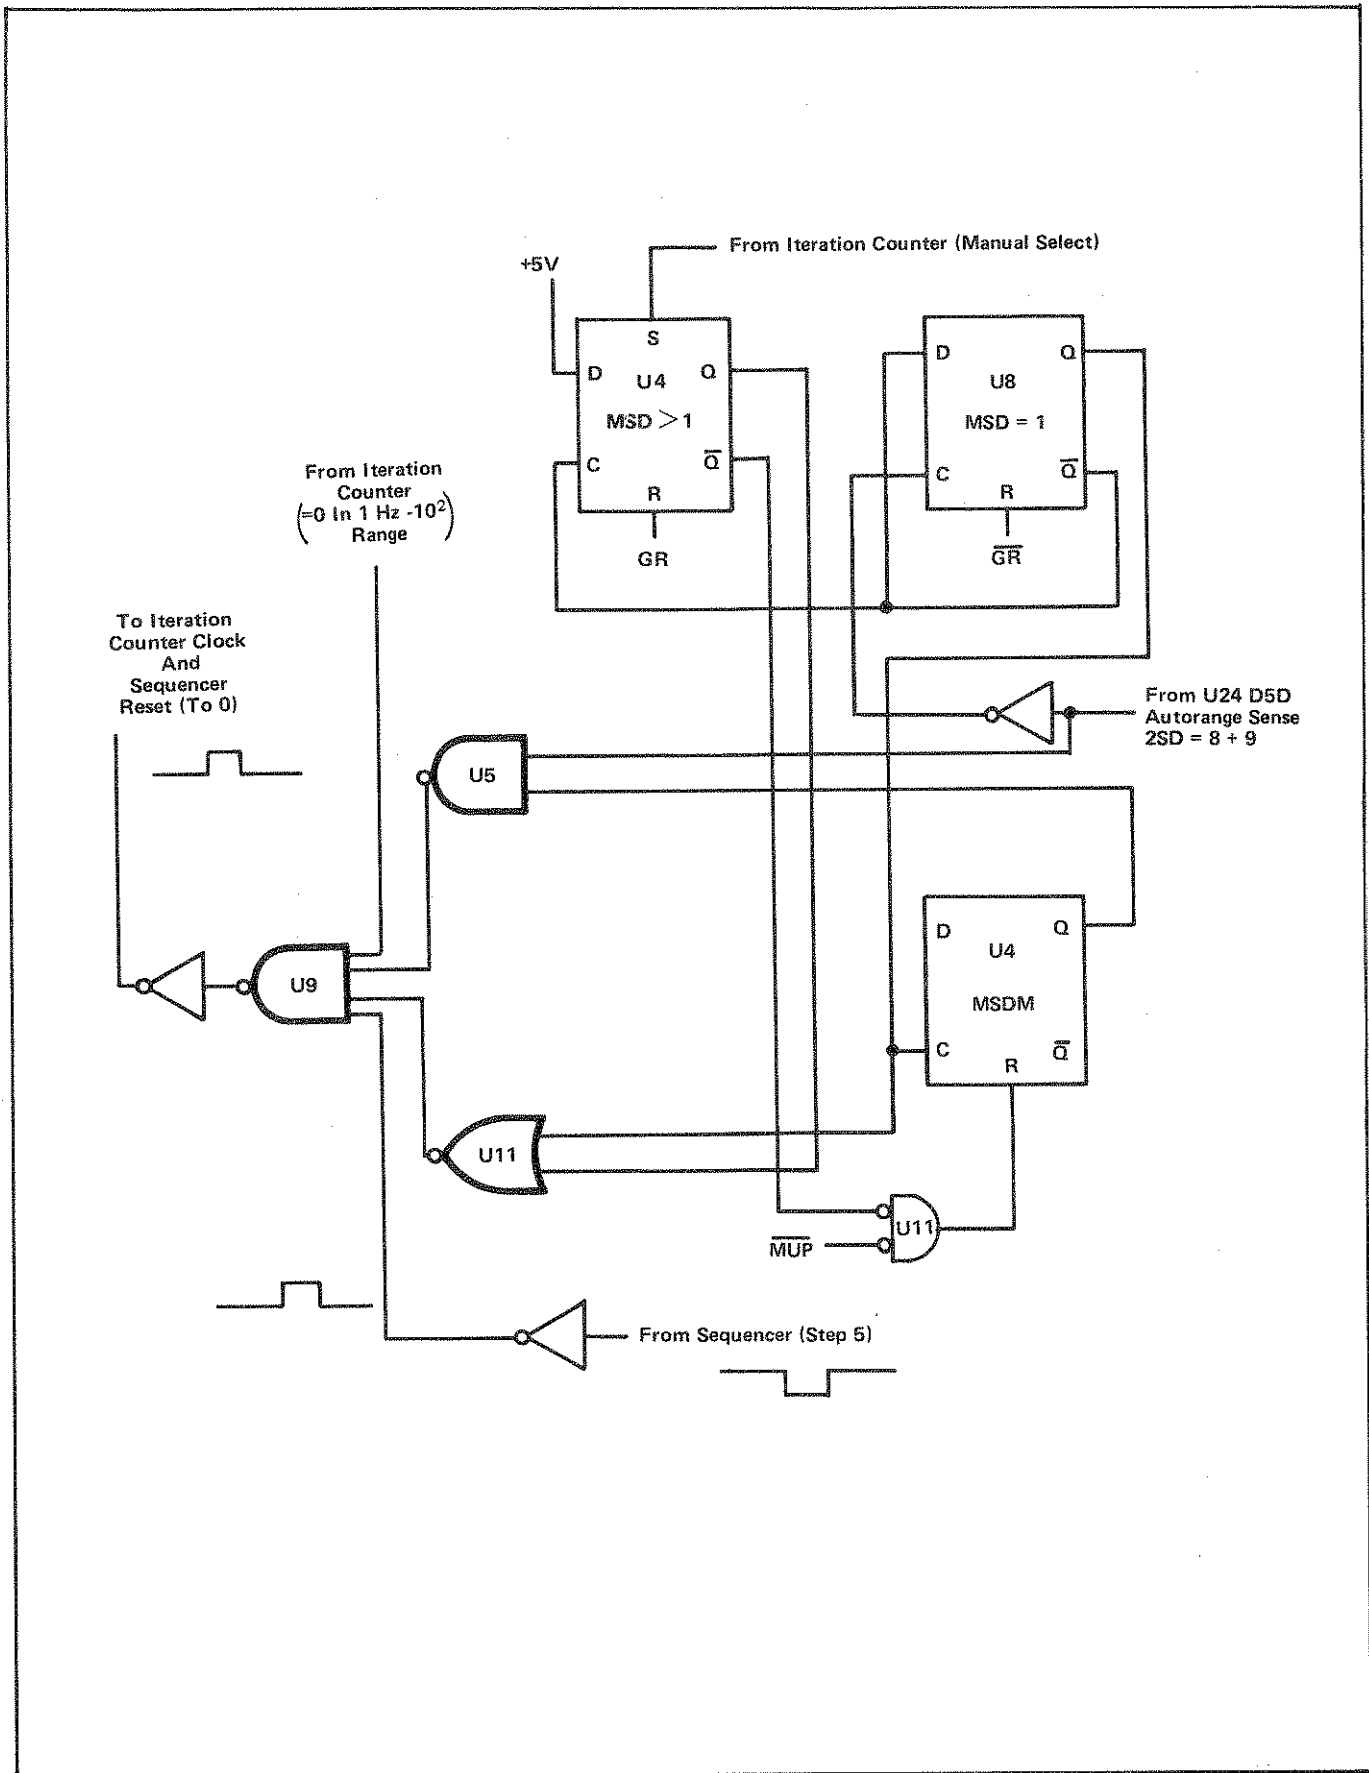 From Iteration Counter (Manual Select)
+5V
S
D
U4
Q
MSD > 1
C
Q̅
R
GR
D
Q
U8
MSD = 1
C
Q̅
R
G̅R̅
From Iteration
Counter
(=0 In 1 Hz -10²)
Range
To Iteration
Counter Clock
And
Sequencer
Reset (To 0)
From U24 D5D
Autorange Sense
2SD = 8 + 9
U5
D
Q
U4
MSDM
C
Q̅
R
U9
U11
U11
M̅U̅P̅
From Sequencer (Step 5)